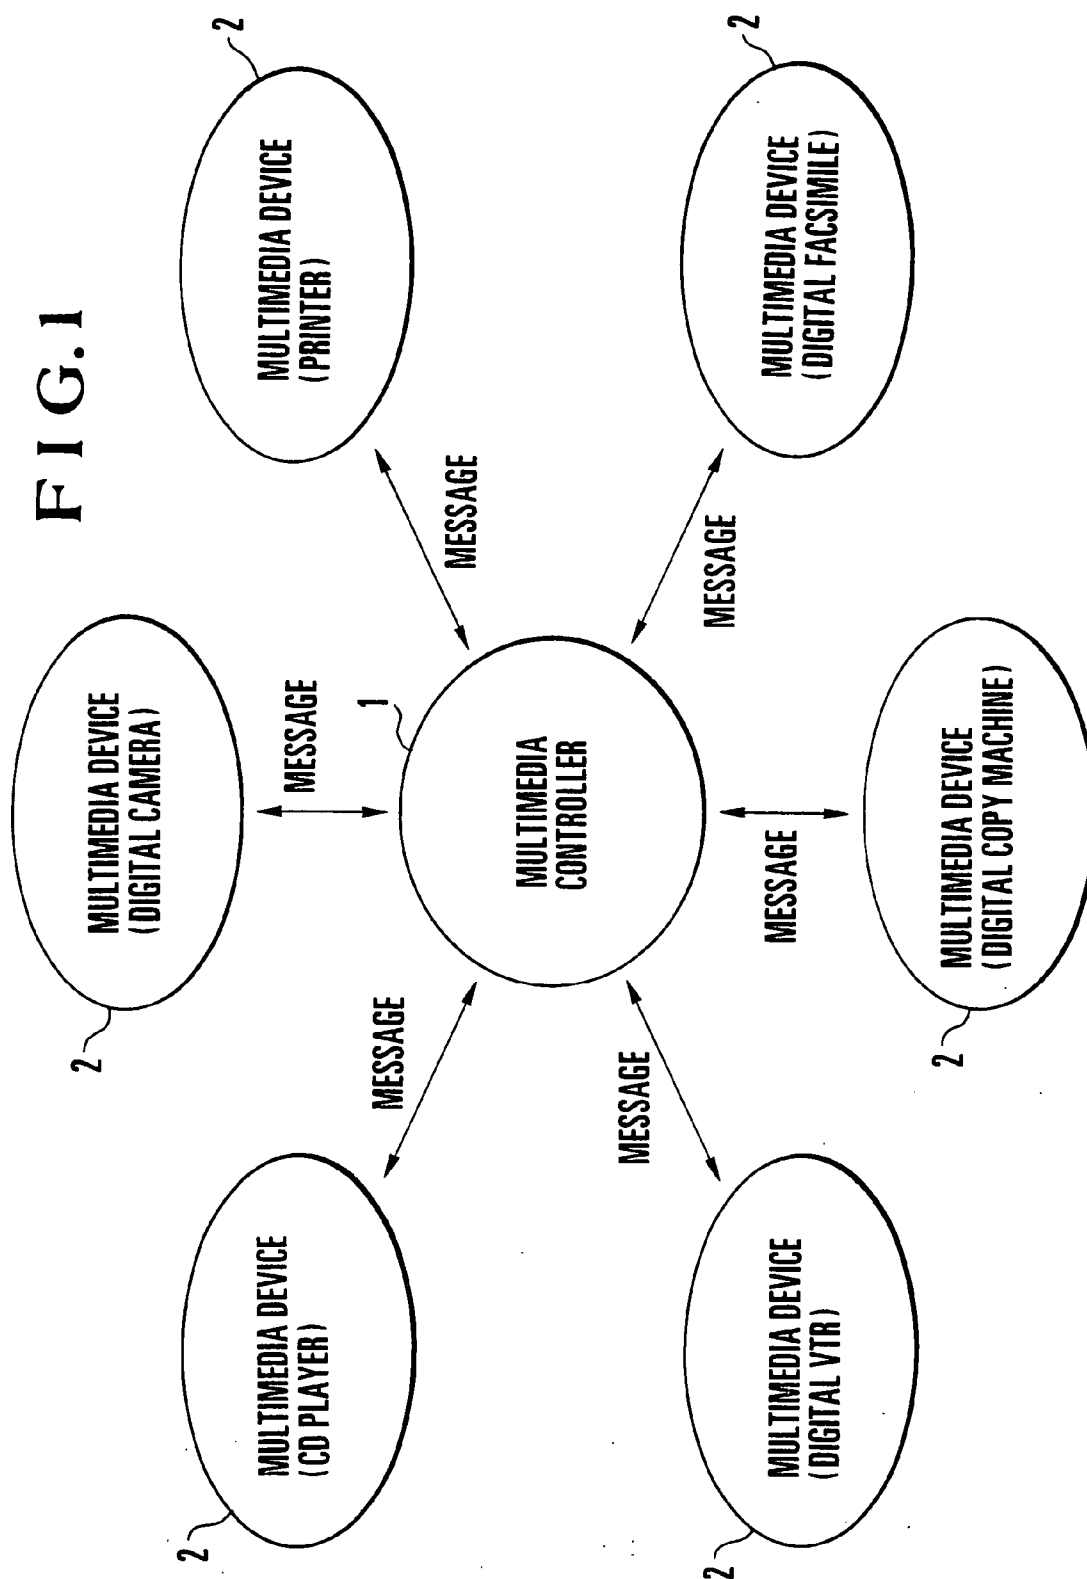 FIG.1
2
MULTIMEDIA DEVICE
(DIGITAL CAMERA)
2
MULTIMEDIA DEVICE
(CD PLAYER)
2
MULTIMEDIA DEVICE
(PRINTER)
MESSAGE
MESSAGE
MESSAGE
1
MULTIMEDIA
CONTROLLER
MESSAGE
MESSAGE
MESSAGE
2
MULTIMEDIA DEVICE
(DIGITAL VTR)
2
MULTIMEDIA DEVICE
(DIGITAL COPY MACHINE)
2
MULTIMEDIA DEVICE
(DIGITAL FACSIMILE)